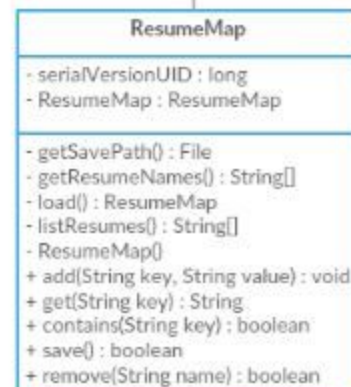 ResumeMap
- serialVersionUID : long
- ResumeMap : ResumeMap
- getSavePath() : File
- getResumeNames() : String[]
- load() : ResumeMap
- listResumes() : String[]
- ResumeMap()
+ add(String key, String value) : void
+ get(String key) : String
+ contains(String key) : boolean
+ save() : boolean
+ remove(String name) : boolean